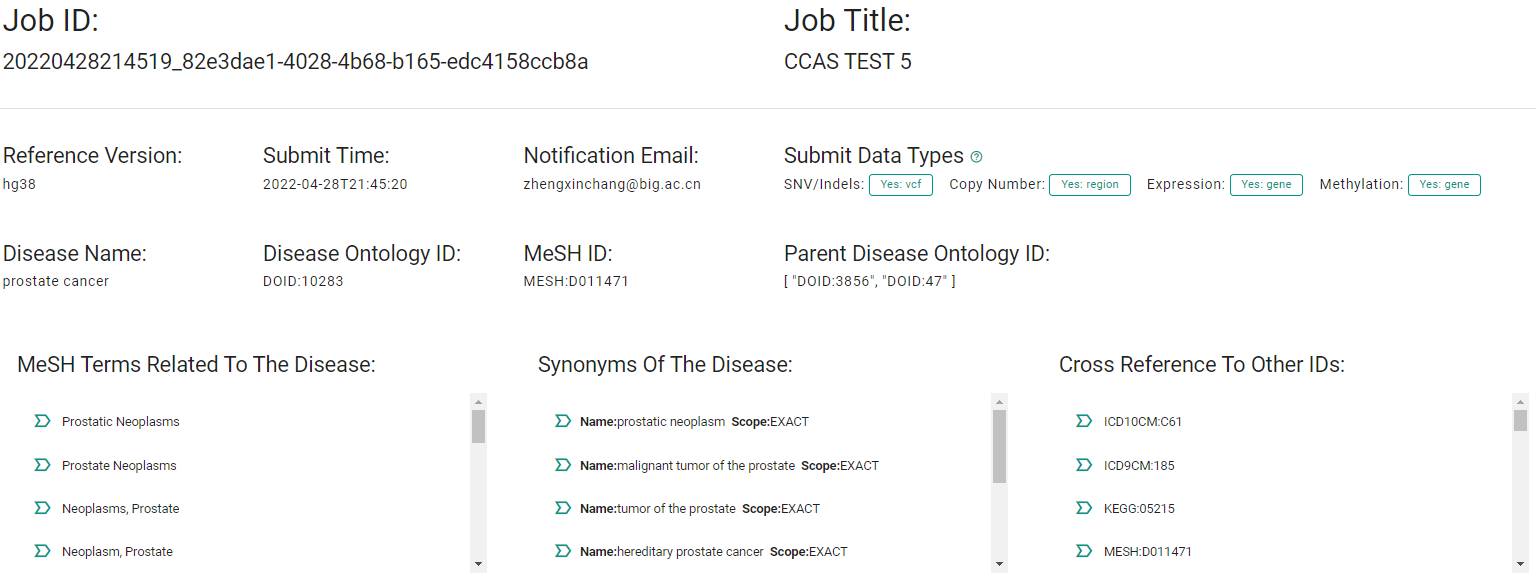 Job ID:
Job Title:
20220428214519_82e3dae1-4028-4b68-b165-edc4158ccb8a
CCAS TEST 5
Reference Version:
Submit Time:
Notification Email:
Submit Data Types
hg38
2022-04-28T21:45:20
zhengxinchang@big.ac.cn
SNV/Indels: Yes: vcf Copy Number: Yes: region Expression: Yes: gene Methylation: Yes: gene
Disease Name:
Disease Ontology ID:
MeSH ID:
Parent Disease Ontology ID:
prostate cancer
DOID:10283
MESH:D011471
[ "DOID:3856", "DOID:47" ]
MeSH Terms Related To The Disease:
Prostatic Neoplasms
Prostate Neoplasms
Neoplasms, Prostate
Neoplasm, Prostate
Synonyms Of The Disease:
Name:prostatic neoplasm Scope:EXACT
Name:malignant tumor of the prostate Scope:EXACT
Name:tumor of the prostate Scope:EXACT
Name:hereditary prostate cancer Scope:EXACT
Cross Reference To Other IDs:
ICD10CM:C61
ICD9CM:185
KEGG:05215
MESH:D011471